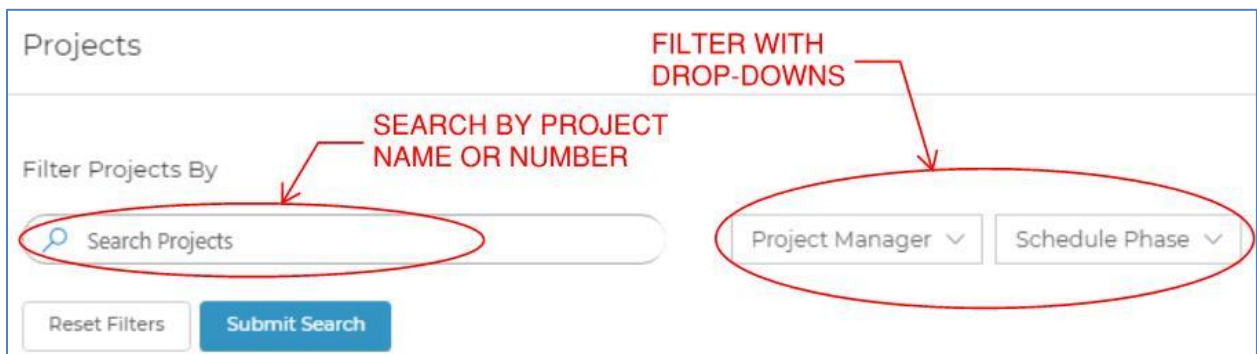 Projects
FILTER WITH
DROP-DOWNS
SEARCH BY PROJECT
NAME OR NUMBER
Filter Projects By
Search Projects
Project Manager
Schedule Phase
Reset Filters
Submit Search